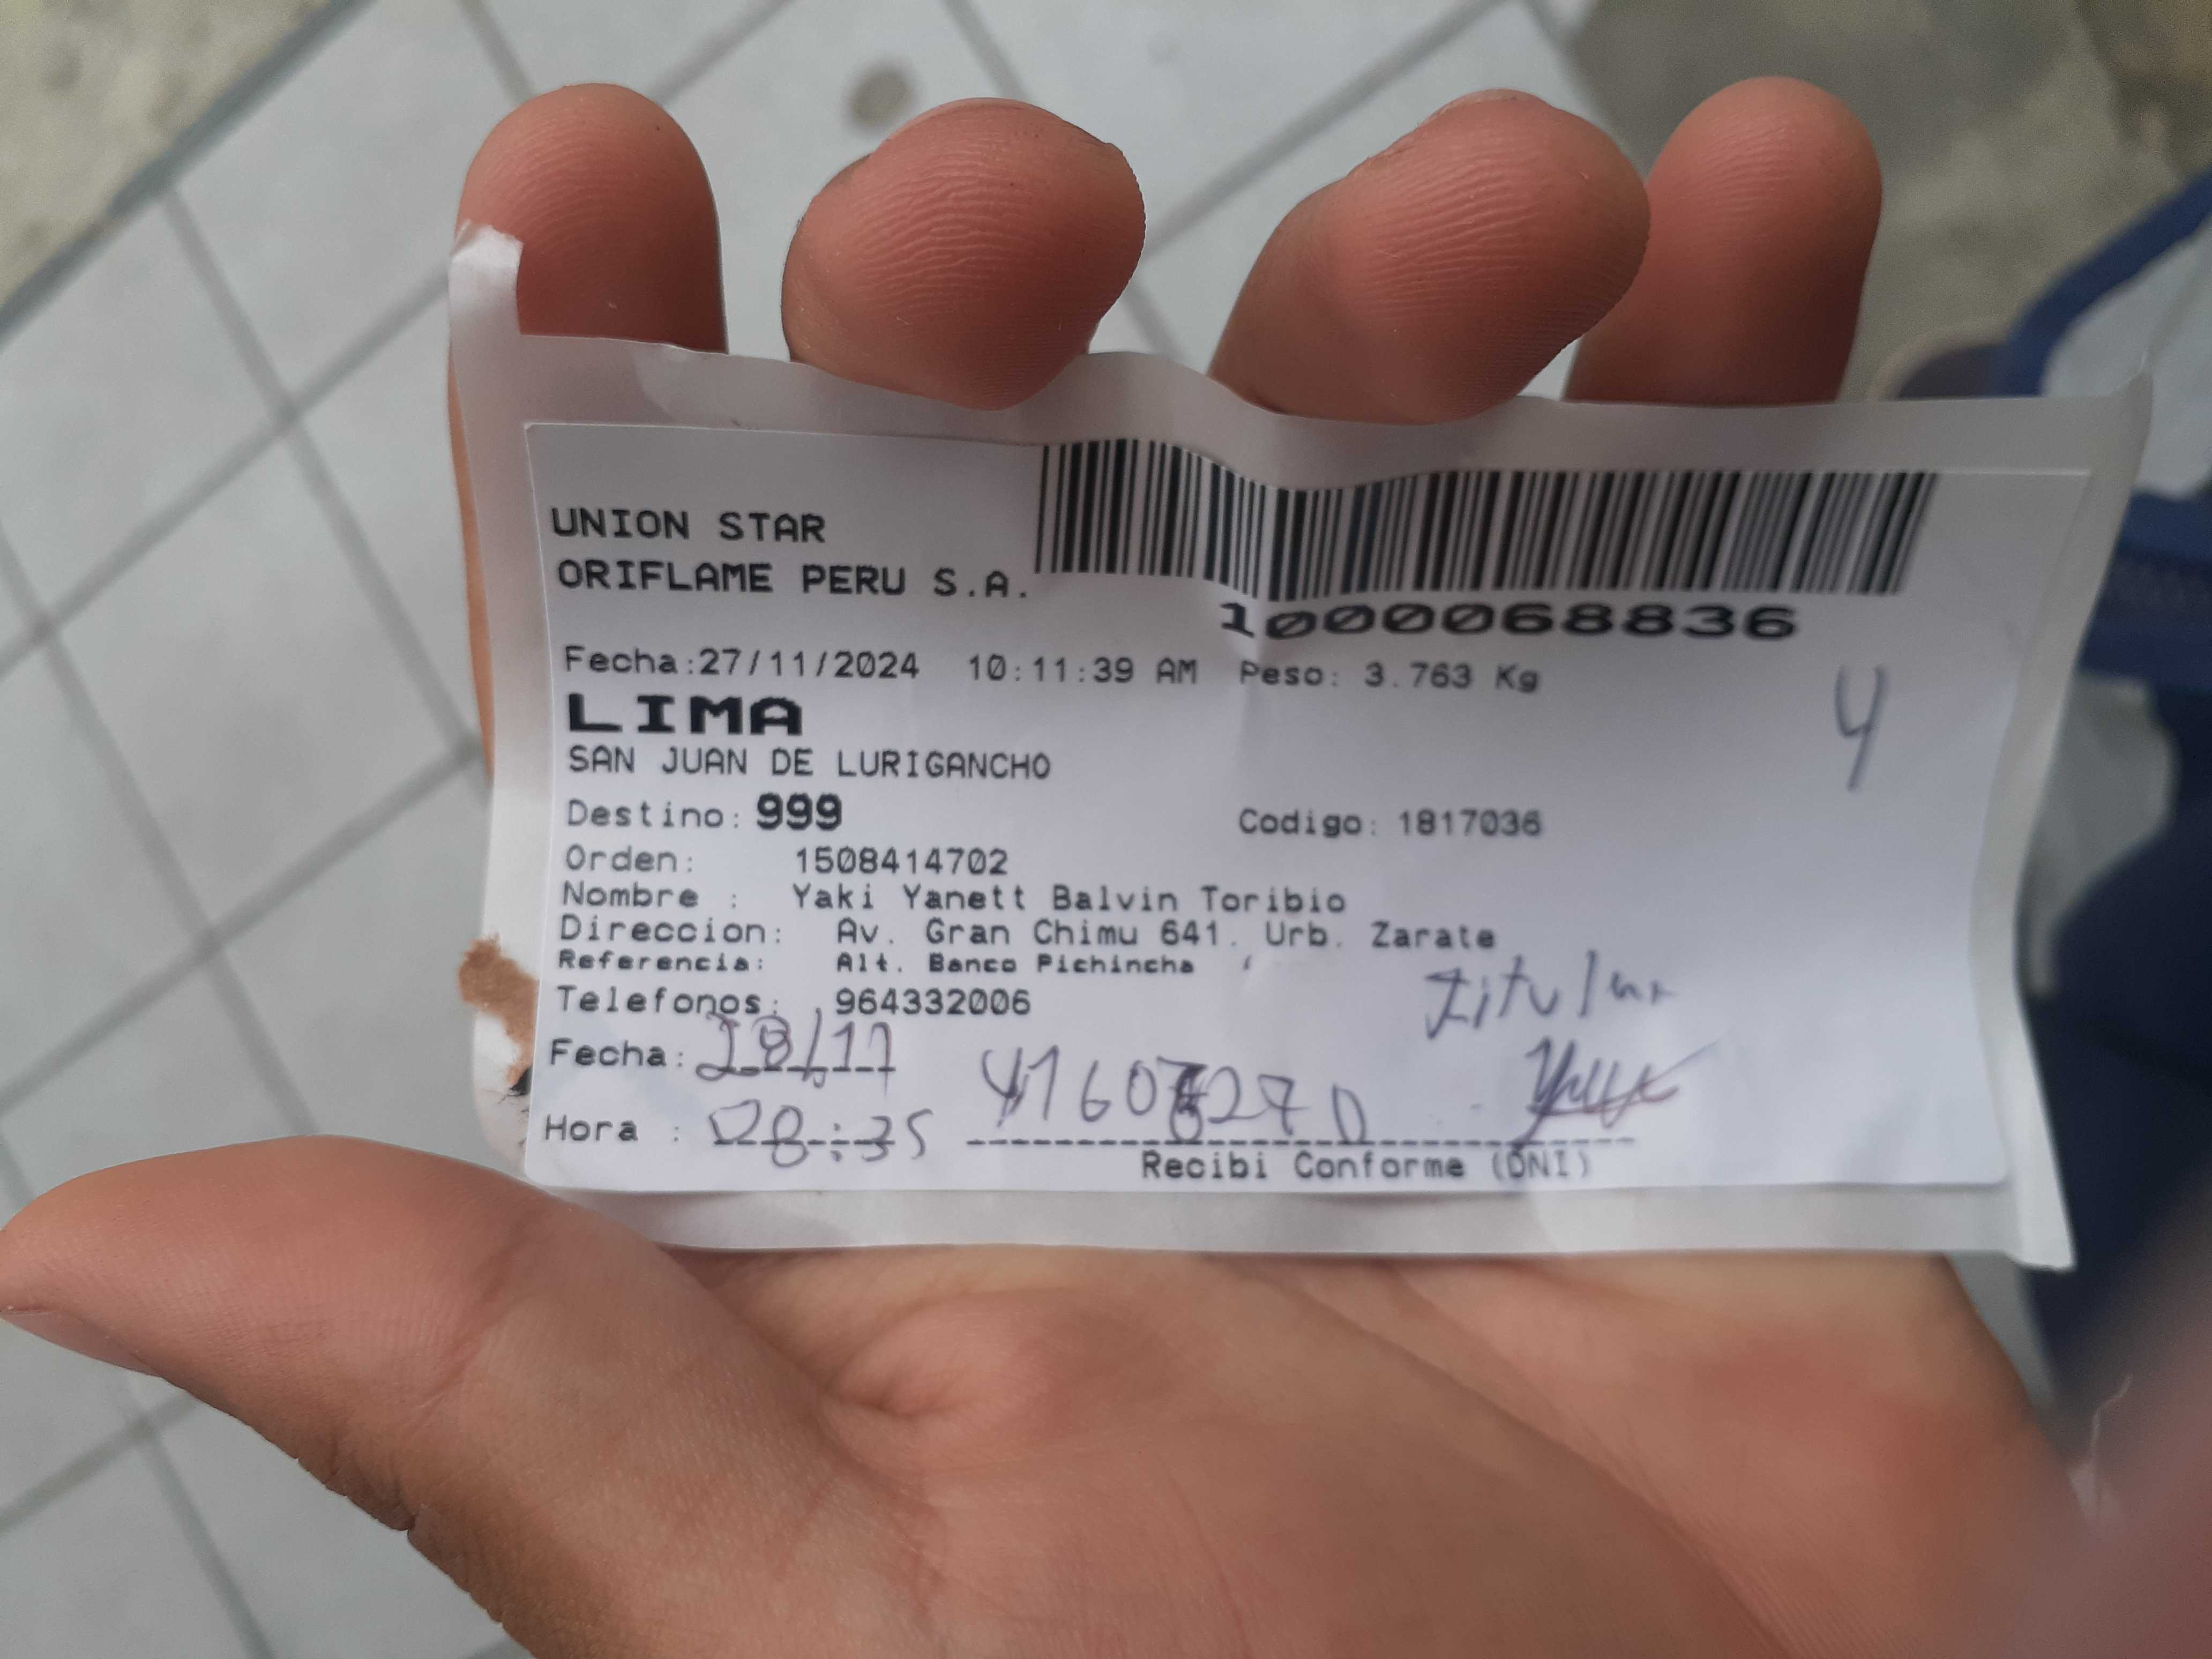 UNION STAR
ORIFLAME PERU S.A.
1000068836
Fecha:27/11/2024 10:11:39 AM Peso: 3.763 Kg
LIMA
4
SAN JUAN DE LURIGANCHO
Destino: 999 Codigo: 1817036
Orden: 1508414702
Nombre : Yaki Yanett Balvin Toribio
Direccion: Av. Gran Chimu 641. Urb. Zarate
Referencia: Alt. Banco Pichincha
Titular
Telefonos: 964332006
Fecha: 28/11
Hora : 08:35
Recibi Conforme (DNI)